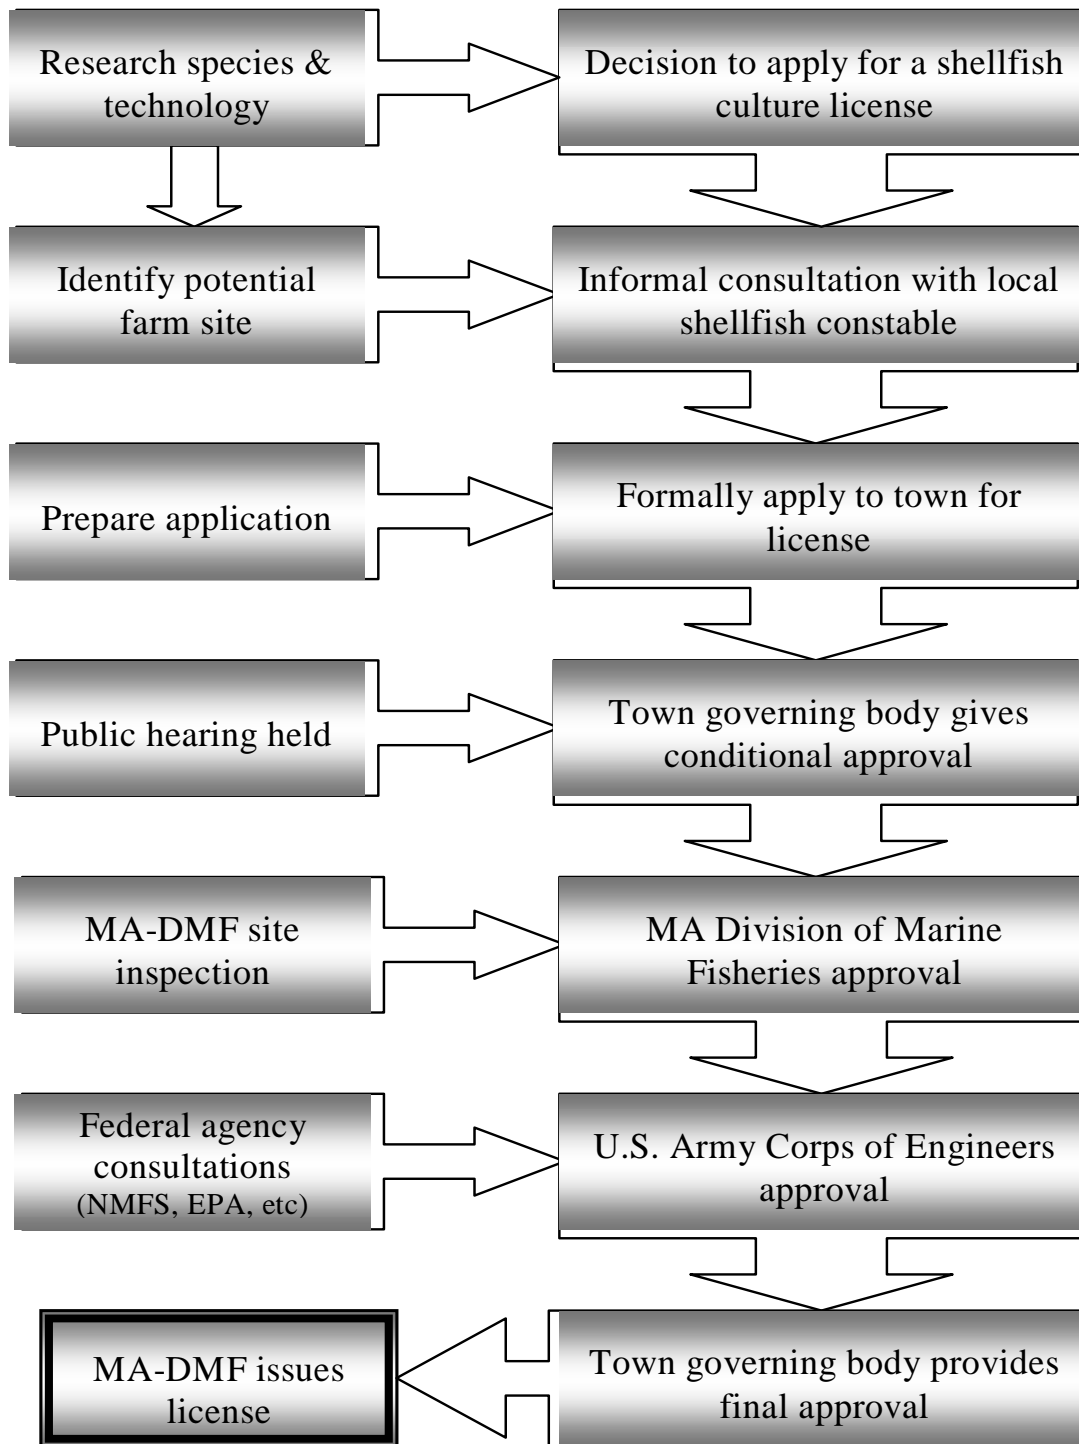 Research species &
technology
Decision to apply for a shellfish
culture license
Identify potential
farm site
Informal consultation with local
shellfish constable
Prepare application
Formally apply to town for
license
Public hearing held
Town governing body gives
conditional approval
MA-DMF site
inspection
MA Division of Marine
Fisheries approval
Federal agency
consultations
(NMFS, EPA, etc)
U.S. Army Corps of Engineers
approval
MA-DMF issues
license
Town governing body provides
final approval